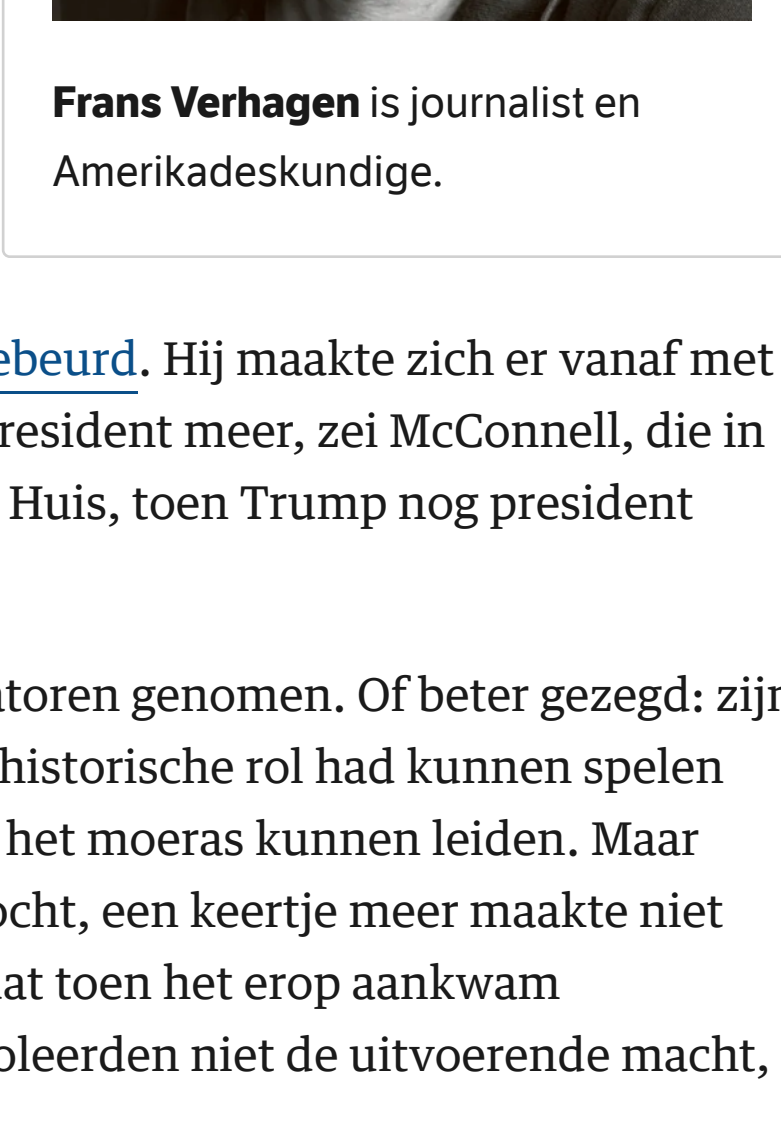 Frans Verhagen is journalist en
Amerikadeskundige.
ebeurd. Hij maakte zich er vanaf met
resident meer, zei McConnell, die in
Huis, toen Trump nog president
atoren genomen. Of beter gezegd: zijn
historische rol had kunnen spelen
het moeras kunnen leiden. Maar
ocht, een keertje meer maakte niet
at toen het erop aankwam
oleerden niet de uitvoerende macht,